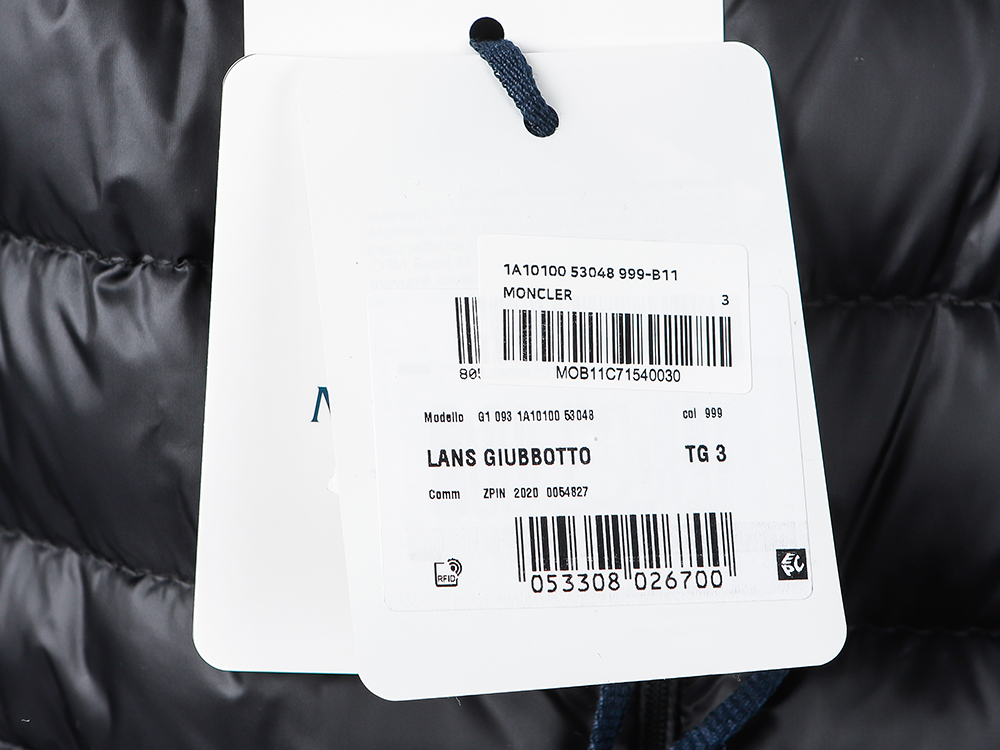 1A10100 53048 999-B11
MONCLER 3
MOB11C71540030
Modello G1 093 1A10100 53048 col 999
LANS GIUBBOTTO TG 3
Comm ZPIN 2020 0054827
RFID
053308 026700
EPC